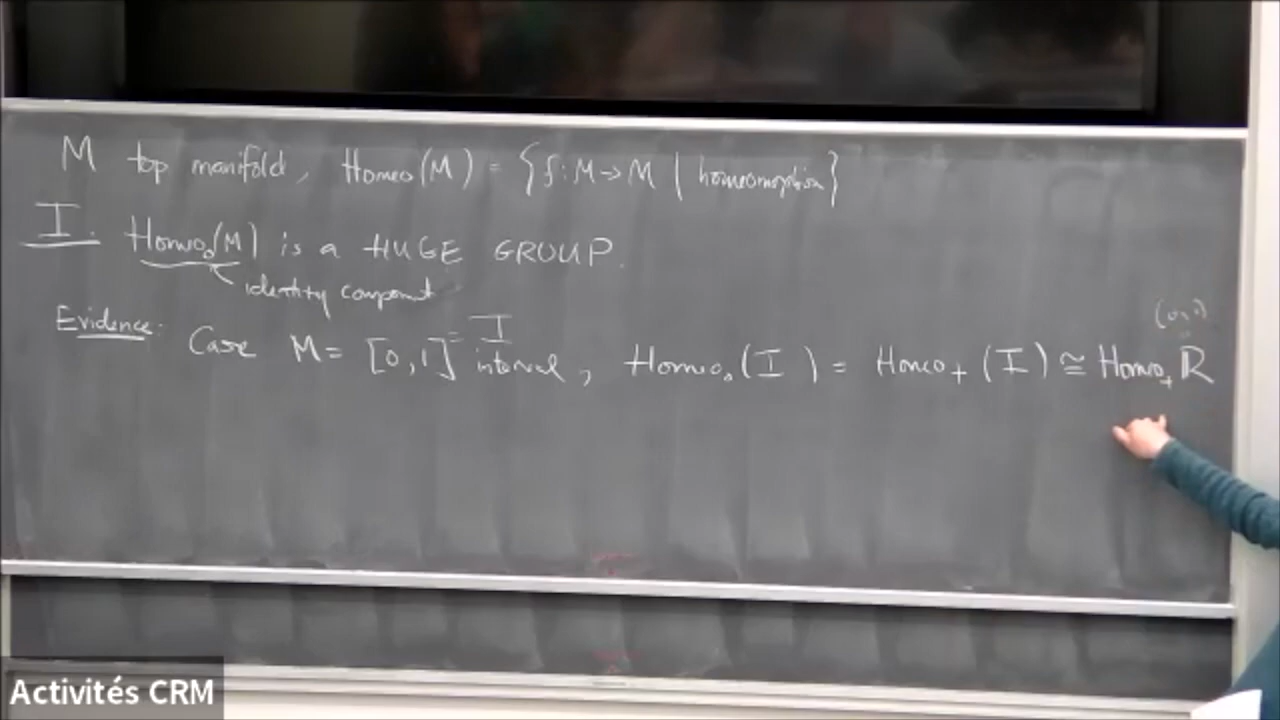 M top manifold, Homeo(M) = {f: M → M | homeomorphism}
I. Homeo₀(M) is a HUGE GROUP.
identity component
Evidence: Case M = [0,1] = I interval, Homeo₀(I) = Homeo₊(I) ≅ Homeo₊ ℝ
(0,1)
Activités CRM